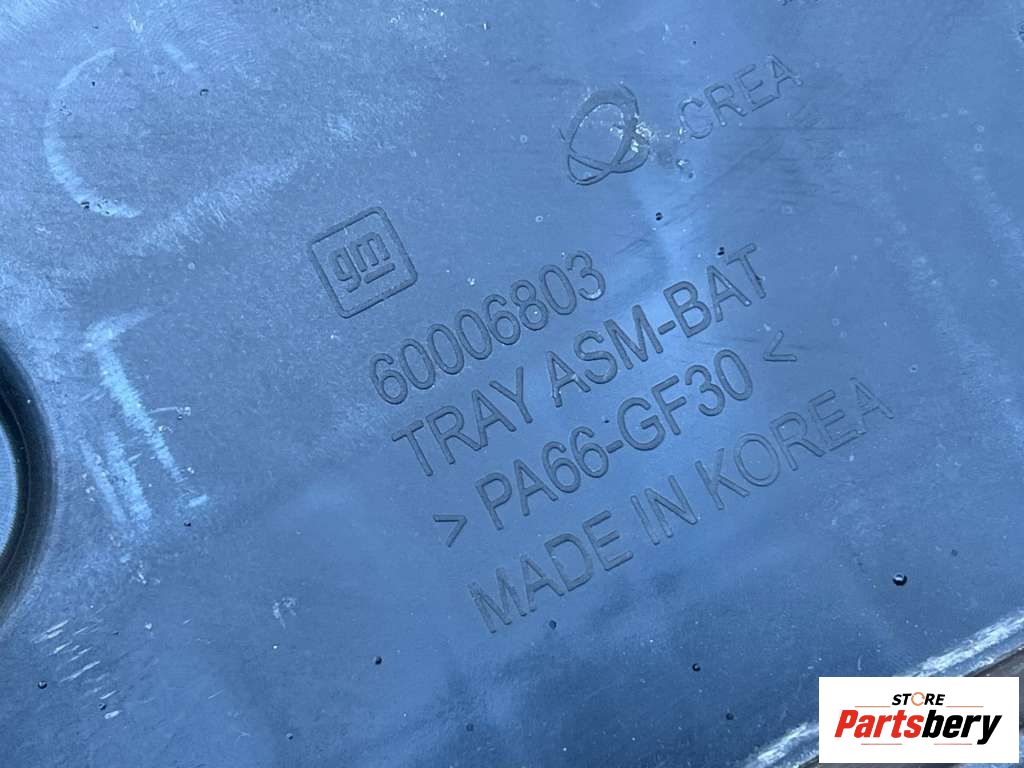 CREA
gm
60006803
TRAY ASM-BAT
> PA66-GF30 <
MADE IN KOREA
STORE
Partsbery